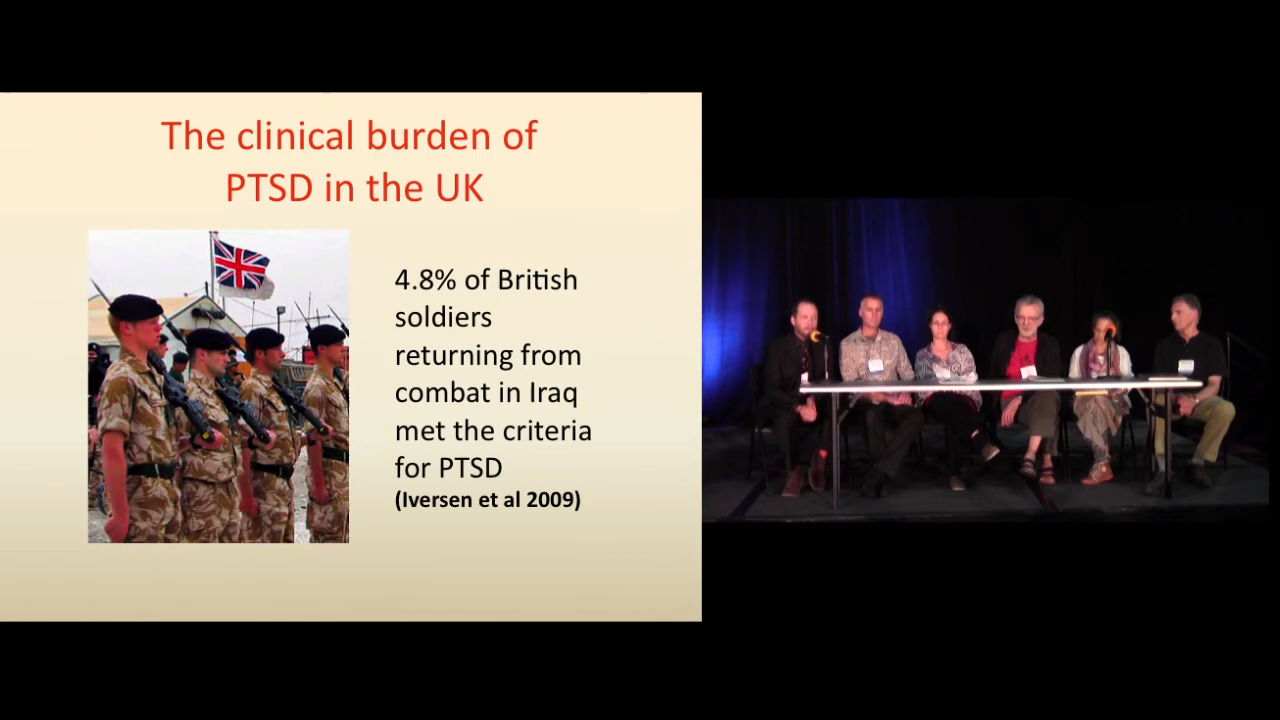 The clinical burden of
PTSD in the UK
4.8% of British
soldiers
returning from
combat in Iraq
met the criteria
for PTSD
(Iversen et al 2009)